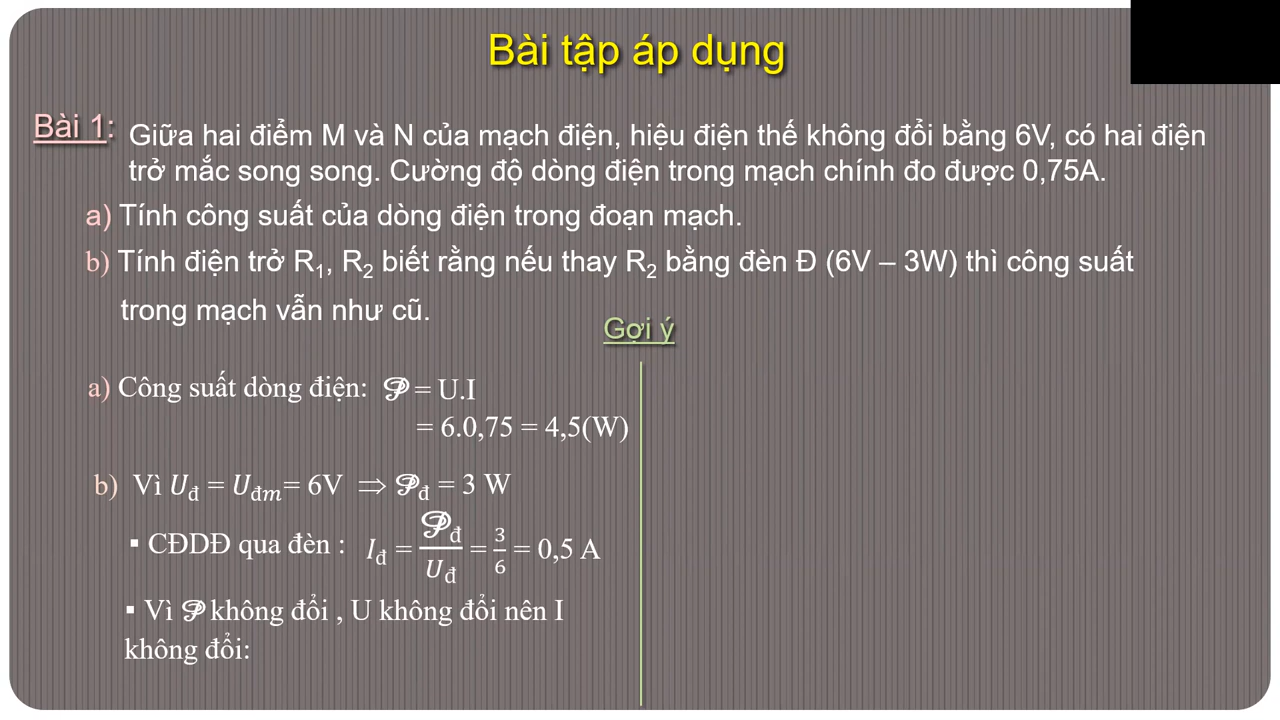 Bài tập áp dụng
Bài 1: Giữa hai điểm M và N của mạch điện, hiệu điện thế không đổi bằng 6V, có hai điện
trở mắc song song. Cường độ dòng điện trong mạch chính đo được 0,75A.
a) Tính công suất của dòng điện trong đoạn mạch.
b) Tính điện trở R₁, R₂ biết rằng nếu thay R₂ bằng đèn Đ (6V – 3W) thì công suất
trong mạch vẫn như cũ.
Gợi ý
a) Công suất dòng điện: 𝒫 = U.I
= 6.0,75 = 4,5(W)
b) Vì Uđ = Uđm= 6V ⟹ 𝒫đ = 3 W
▪ CĐDĐ qua đèn : Iđ = 𝒫đ/Uđ = 3/6 = 0,5 A
▪ Vì 𝒫 không đổi , U không đổi nên I
không đổi: